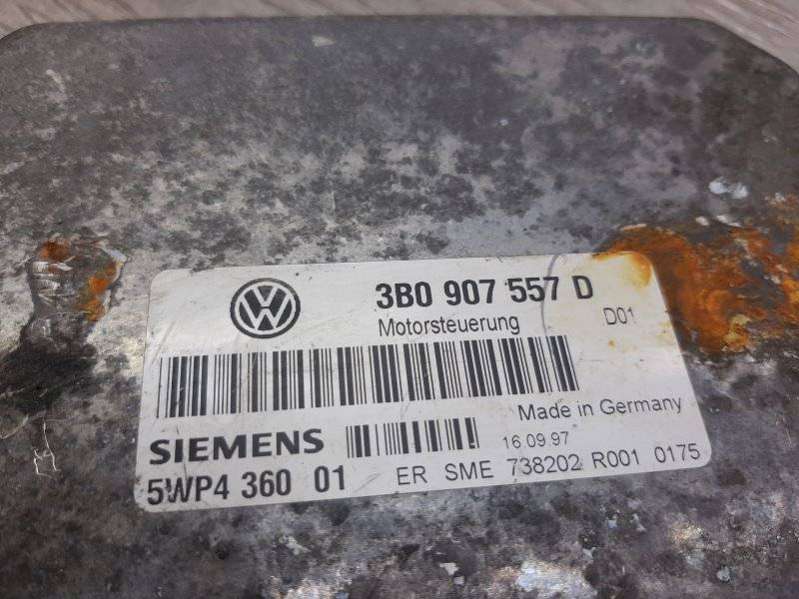 3B0 907 557 D
Motorsteuerung D01
Made in Germany
SIEMENS 16.09.97
5WP4 360 01 ER SME 738202 R001 0175